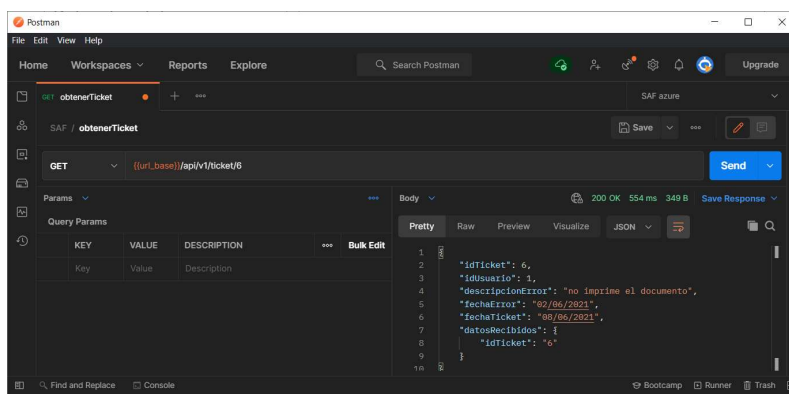 Postman
File Edit View Help
Home Workspaces Reports Explore Search Postman Upgrade
GET obtenerTicket SAF azure
SAF / obtenerTicket Save
GET {{url_base}}/api/v1/ticket/6 Send
Params Body 200 OK 554 ms 349 B Save Response
Query Params Pretty Raw Preview Visualize JSON
KEY VALUE DESCRIPTION Bulk Edit
Key Value Description
1 {
2 "idTicket": 6,
3 "idUsuario": 1,
4 "descripcionError": "no imprime el documento",
5 "fechaError": "02/06/2021",
6 "fechaTicket": "08/06/2021",
7 "datosRecibidos": {
8 "idTicket": "6"
9 }
10 }
Find and Replace Console Bootcamp Runner Trash